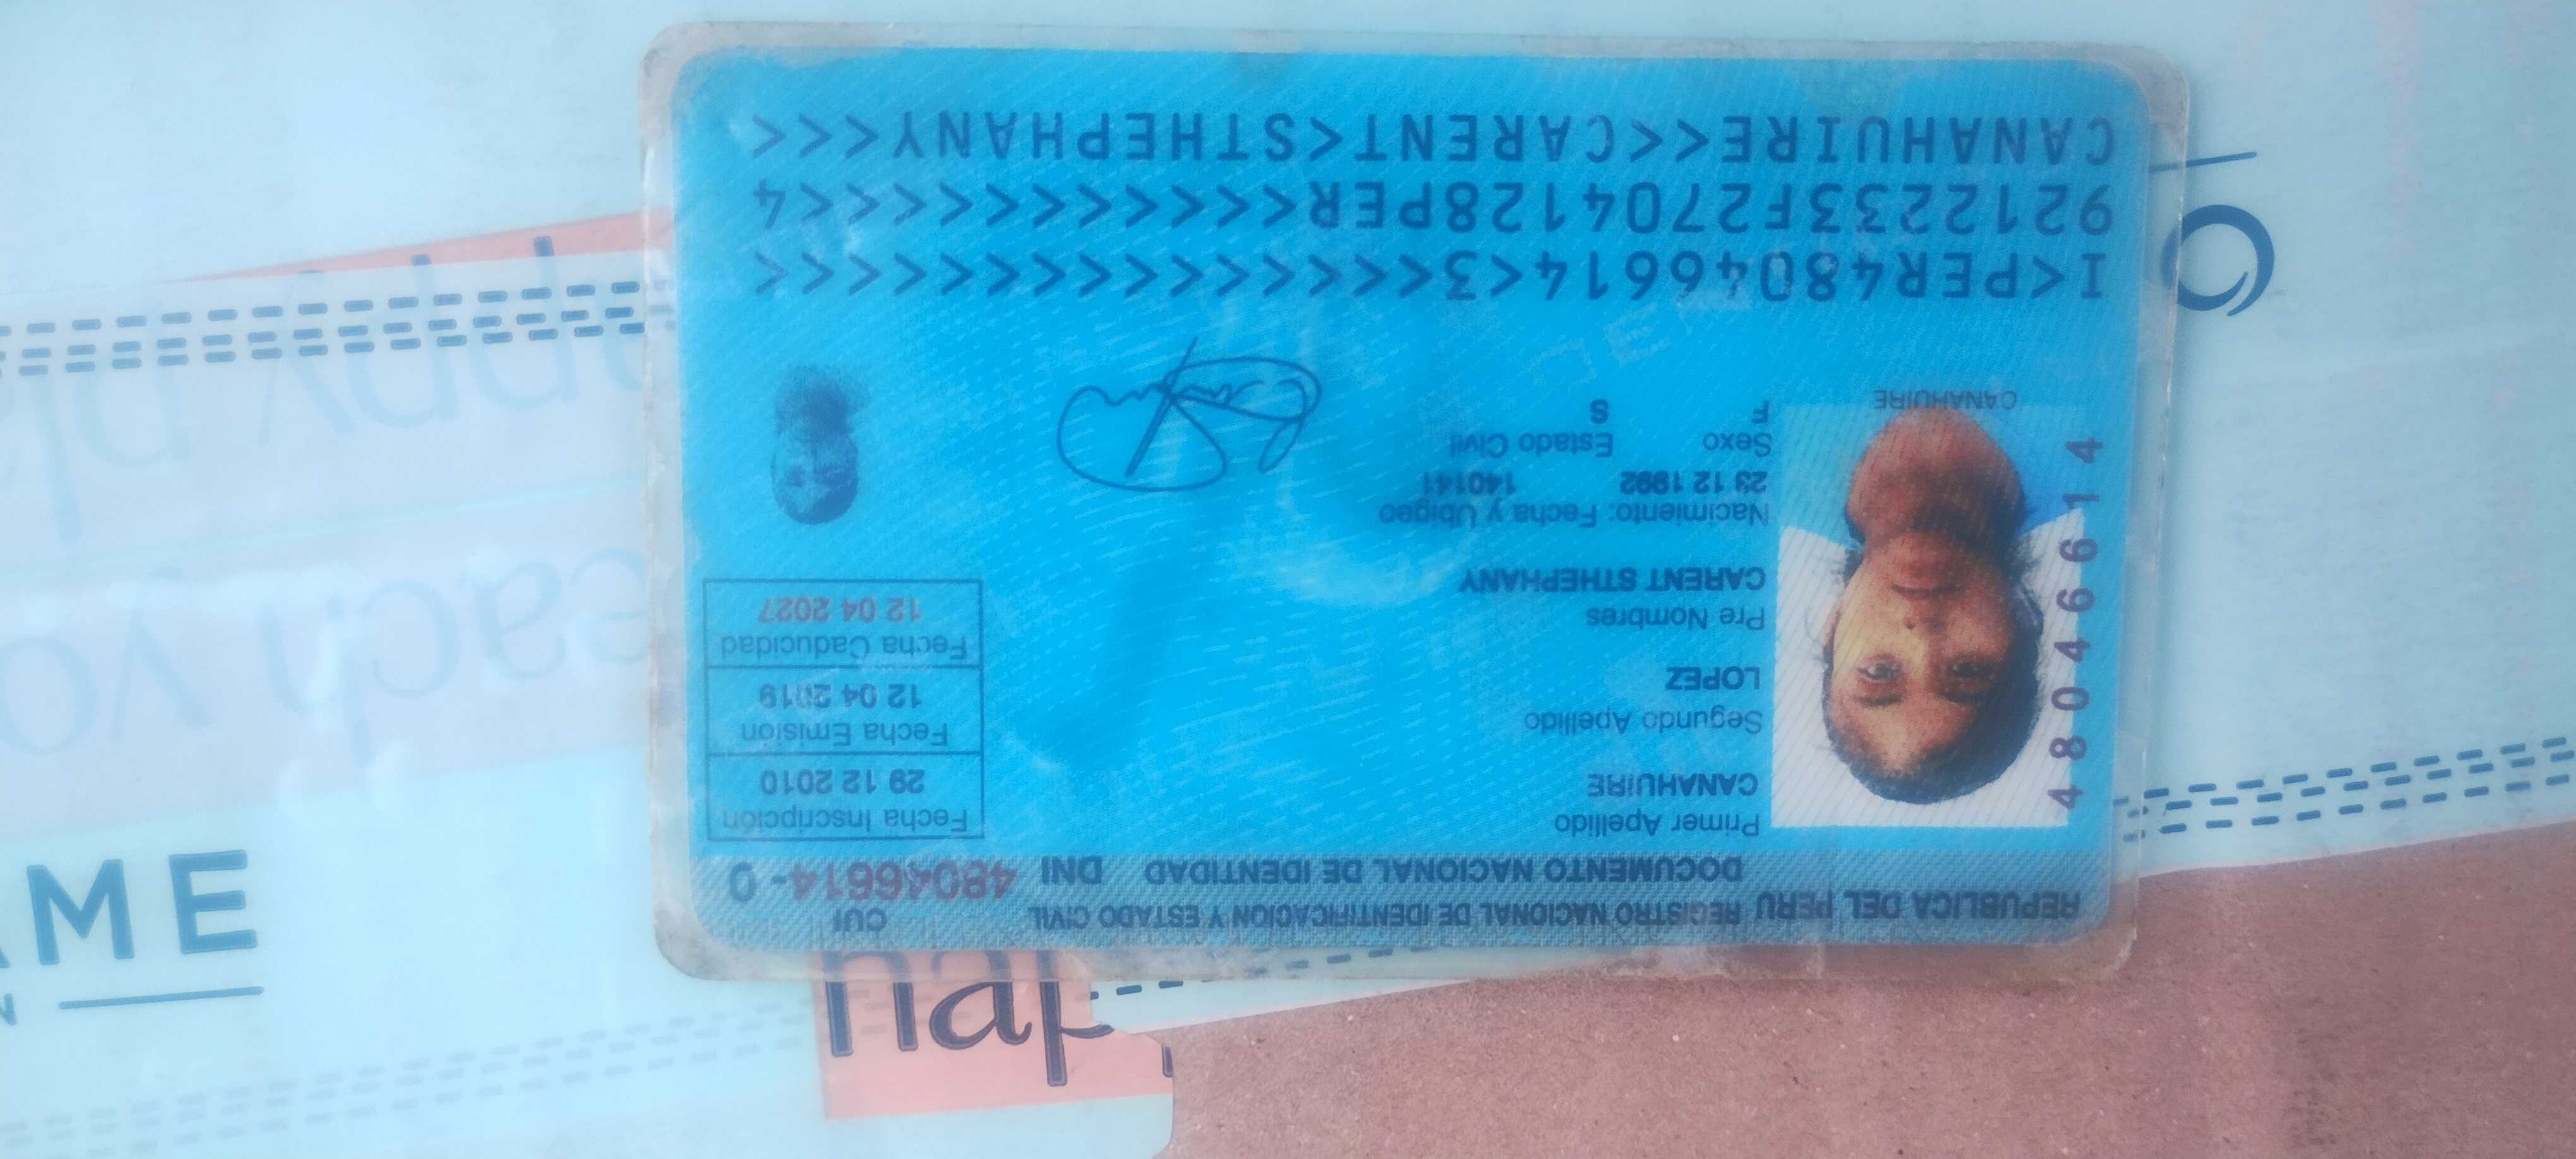 REPUBLICA DEL PERU REGISTRO NACIONAL DE IDENTIFICACION Y ESTADO CIVIL
CUI
DOCUMENTO NACIONAL DE IDENTIDAD DNI 48046614-0
Primer Apellido
CANAHUIRE
Segundo Apellido
LOPEZ
Pre Nombres
CARENT STHEPHANY
Nacimiento: Fecha y Ubigeo
23 12 1992 140141
Sexo Estado Civil
F S
Fecha Inscripción
29 12 2010
Fecha Emisión
12 04 2019
Fecha Caducidad
12 04 2027
48046614
CANAHUIRE
I<PER48046614<3<<<<<<<<<<<<<<<
9212233F2704128PER<<<<<<<<<<<4
CANAHUIRE<<CARENT<STHEPHANY<<<